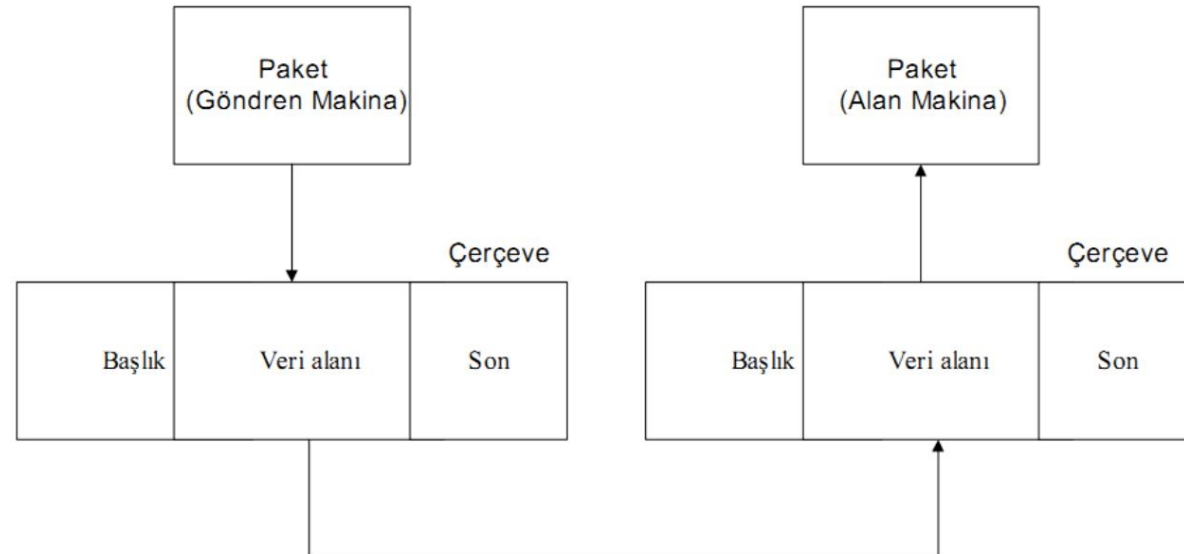 Paket
(Göndren Makina)
Paket
(Alan Makina)
Çerçeve
Çerçeve
Başlık
Veri alanı
Son
Başlık
Veri alanı
Son